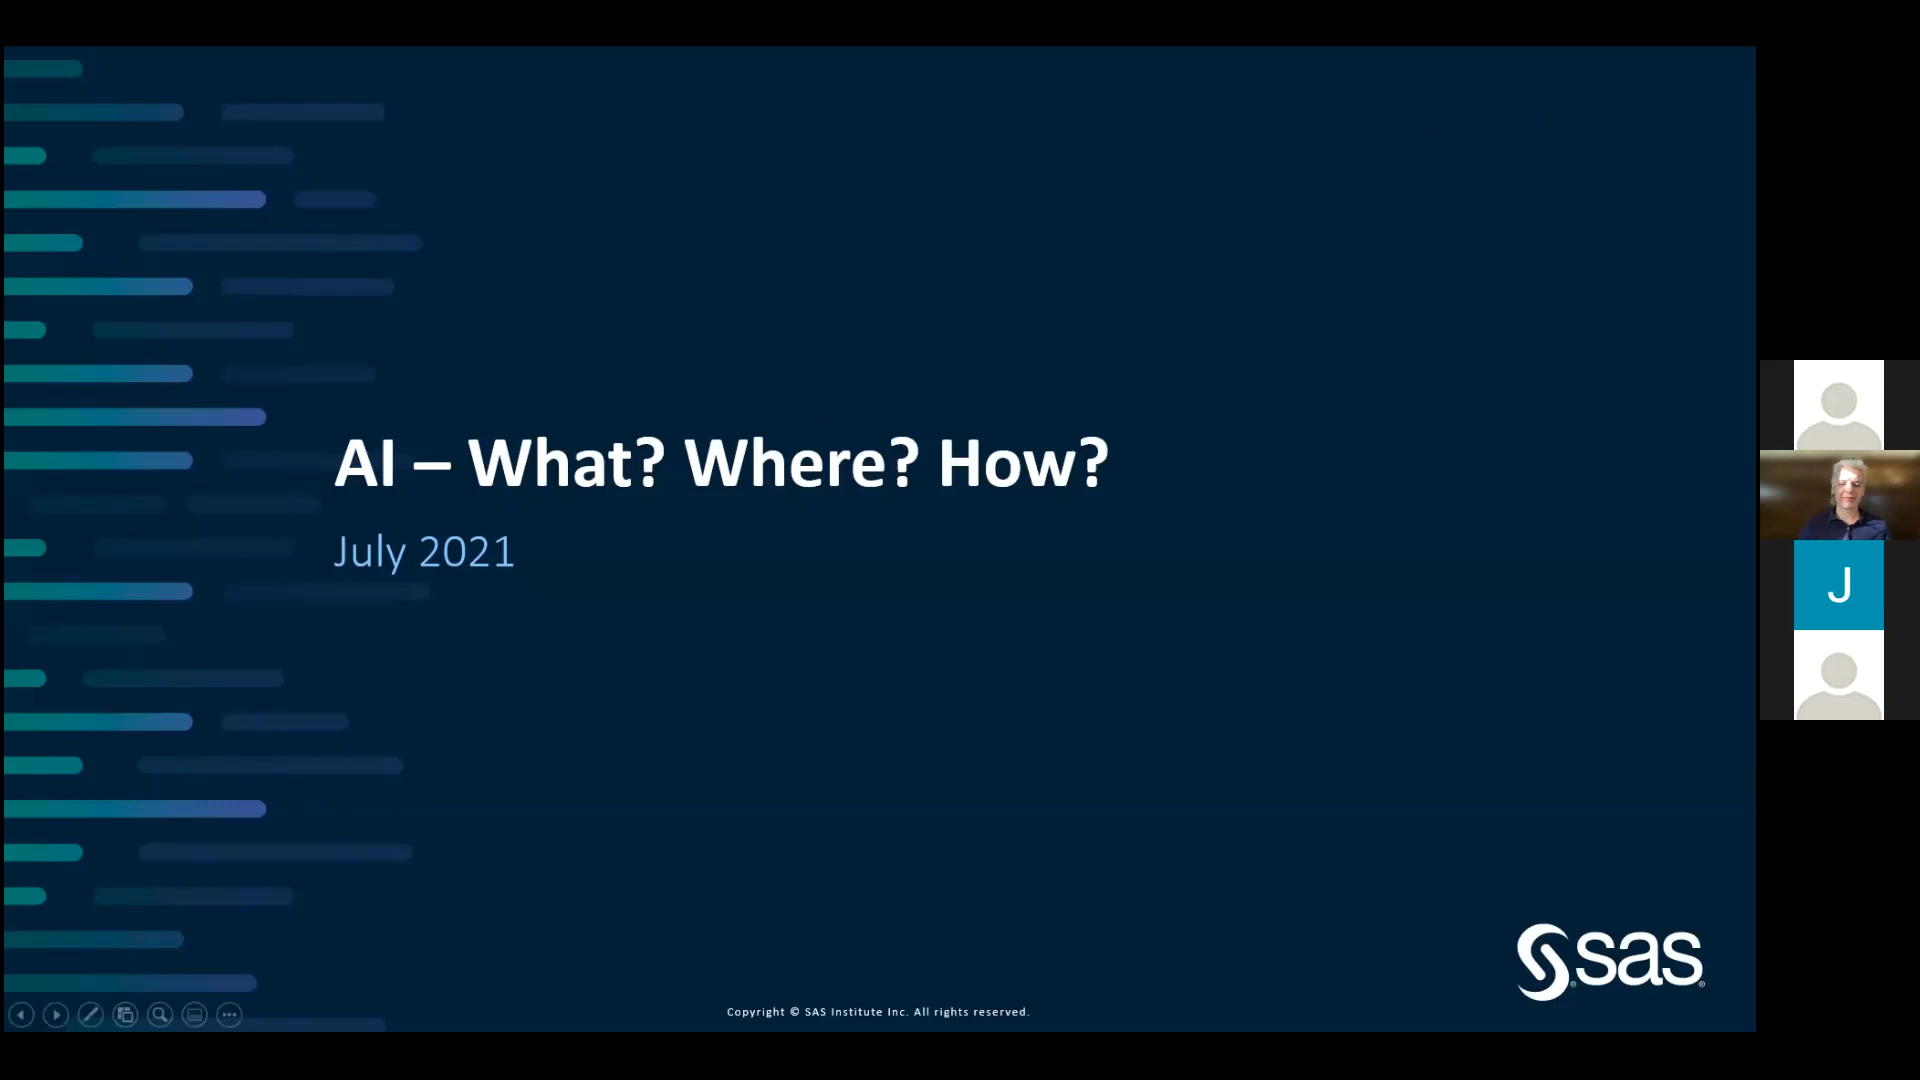 AI – What? Where? How?
July 2021
J
sas
Copyright © SAS Institute Inc. All rights reserved.